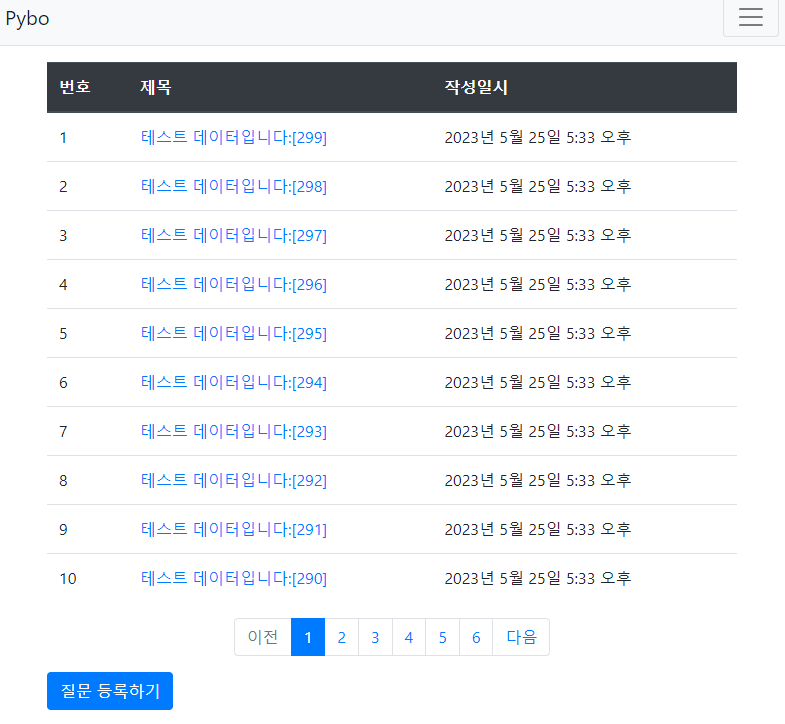 Pybo
번호 제목 작성일시
1 테스트 데이터입니다:[299] 2023년 5월 25일 5:33 오후
2 테스트 데이터입니다:[298] 2023년 5월 25일 5:33 오후
3 테스트 데이터입니다:[297] 2023년 5월 25일 5:33 오후
4 테스트 데이터입니다:[296] 2023년 5월 25일 5:33 오후
5 테스트 데이터입니다:[295] 2023년 5월 25일 5:33 오후
6 테스트 데이터입니다:[294] 2023년 5월 25일 5:33 오후
7 테스트 데이터입니다:[293] 2023년 5월 25일 5:33 오후
8 테스트 데이터입니다:[292] 2023년 5월 25일 5:33 오후
9 테스트 데이터입니다:[291] 2023년 5월 25일 5:33 오후
10 테스트 데이터입니다:[290] 2023년 5월 25일 5:33 오후
이전 1 2 3 4 5 6 다음
질문 등록하기